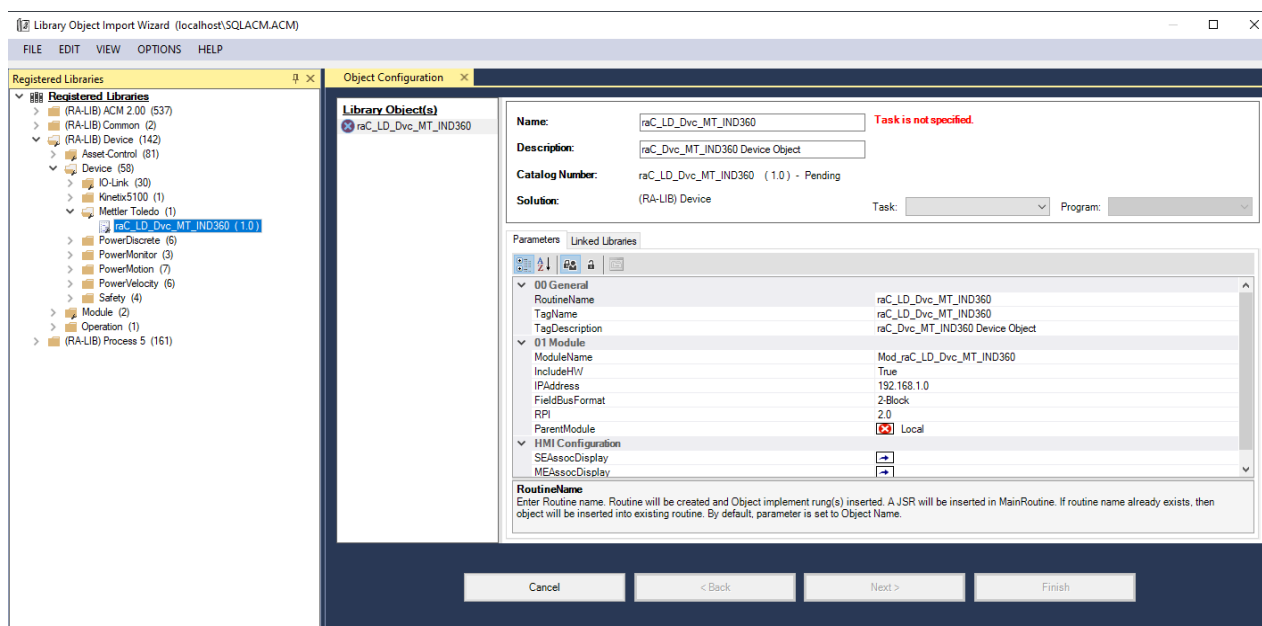 Library Object Import Wizard (localhost\SQLACM.ACM)
FILE EDIT VIEW OPTIONS HELP
Registered Libraries
Registered Libraries
(RA-LIB) ACM 2.00 (537)
(RA-LIB) Common (2)
(RA-LIB) Device (142)
Asset-Control (81)
Device (58)
IO-Link (30)
Kinetix5100 (1)
Mettler Toledo (1)
raC_LD_Dvc_MT_IND360 (1.0)
PowerDiscrete (6)
PowerMonitor (3)
PowerMotion (7)
PowerVelocity (6)
Safety (4)
Module (2)
Operation (1)
(RA-LIB) Process 5 (161)
Object Configuration
Library Object(s)
raC_LD_Dvc_MT_IND360
Name: raC_LD_Dvc_MT_IND360 Task is not specified.
Description: raC_Dvc_MT_IND360 Device Object
Catalog Number: raC_LD_Dvc_MT_IND360 (1.0) - Pending
Solution: (RA-LIB) Device
Task: Program:
Parameters Linked Libraries
00 General
RoutineName raC_LD_Dvc_MT_IND360
TagName raC_LD_Dvc_MT_IND360
TagDescription raC_Dvc_MT_IND360 Device Object
01 Module
ModuleName Mod_raC_LD_Dvc_MT_IND360
IncludeHW True
IPAddress 192.168.1.0
FieldBusFormat 2-Block
RPI 2.0
ParentModule Local
HMI Configuration
SEAssocDisplay
MEAssocDisplay
RoutineName
Enter Routine name. Routine will be created and Object implement rung(s) inserted. A JSR will be inserted in MainRoutine. If routine name already exists, then
object will be inserted into existing routine. By default, parameter is set to Object Name.
Cancel < Back Next > Finish